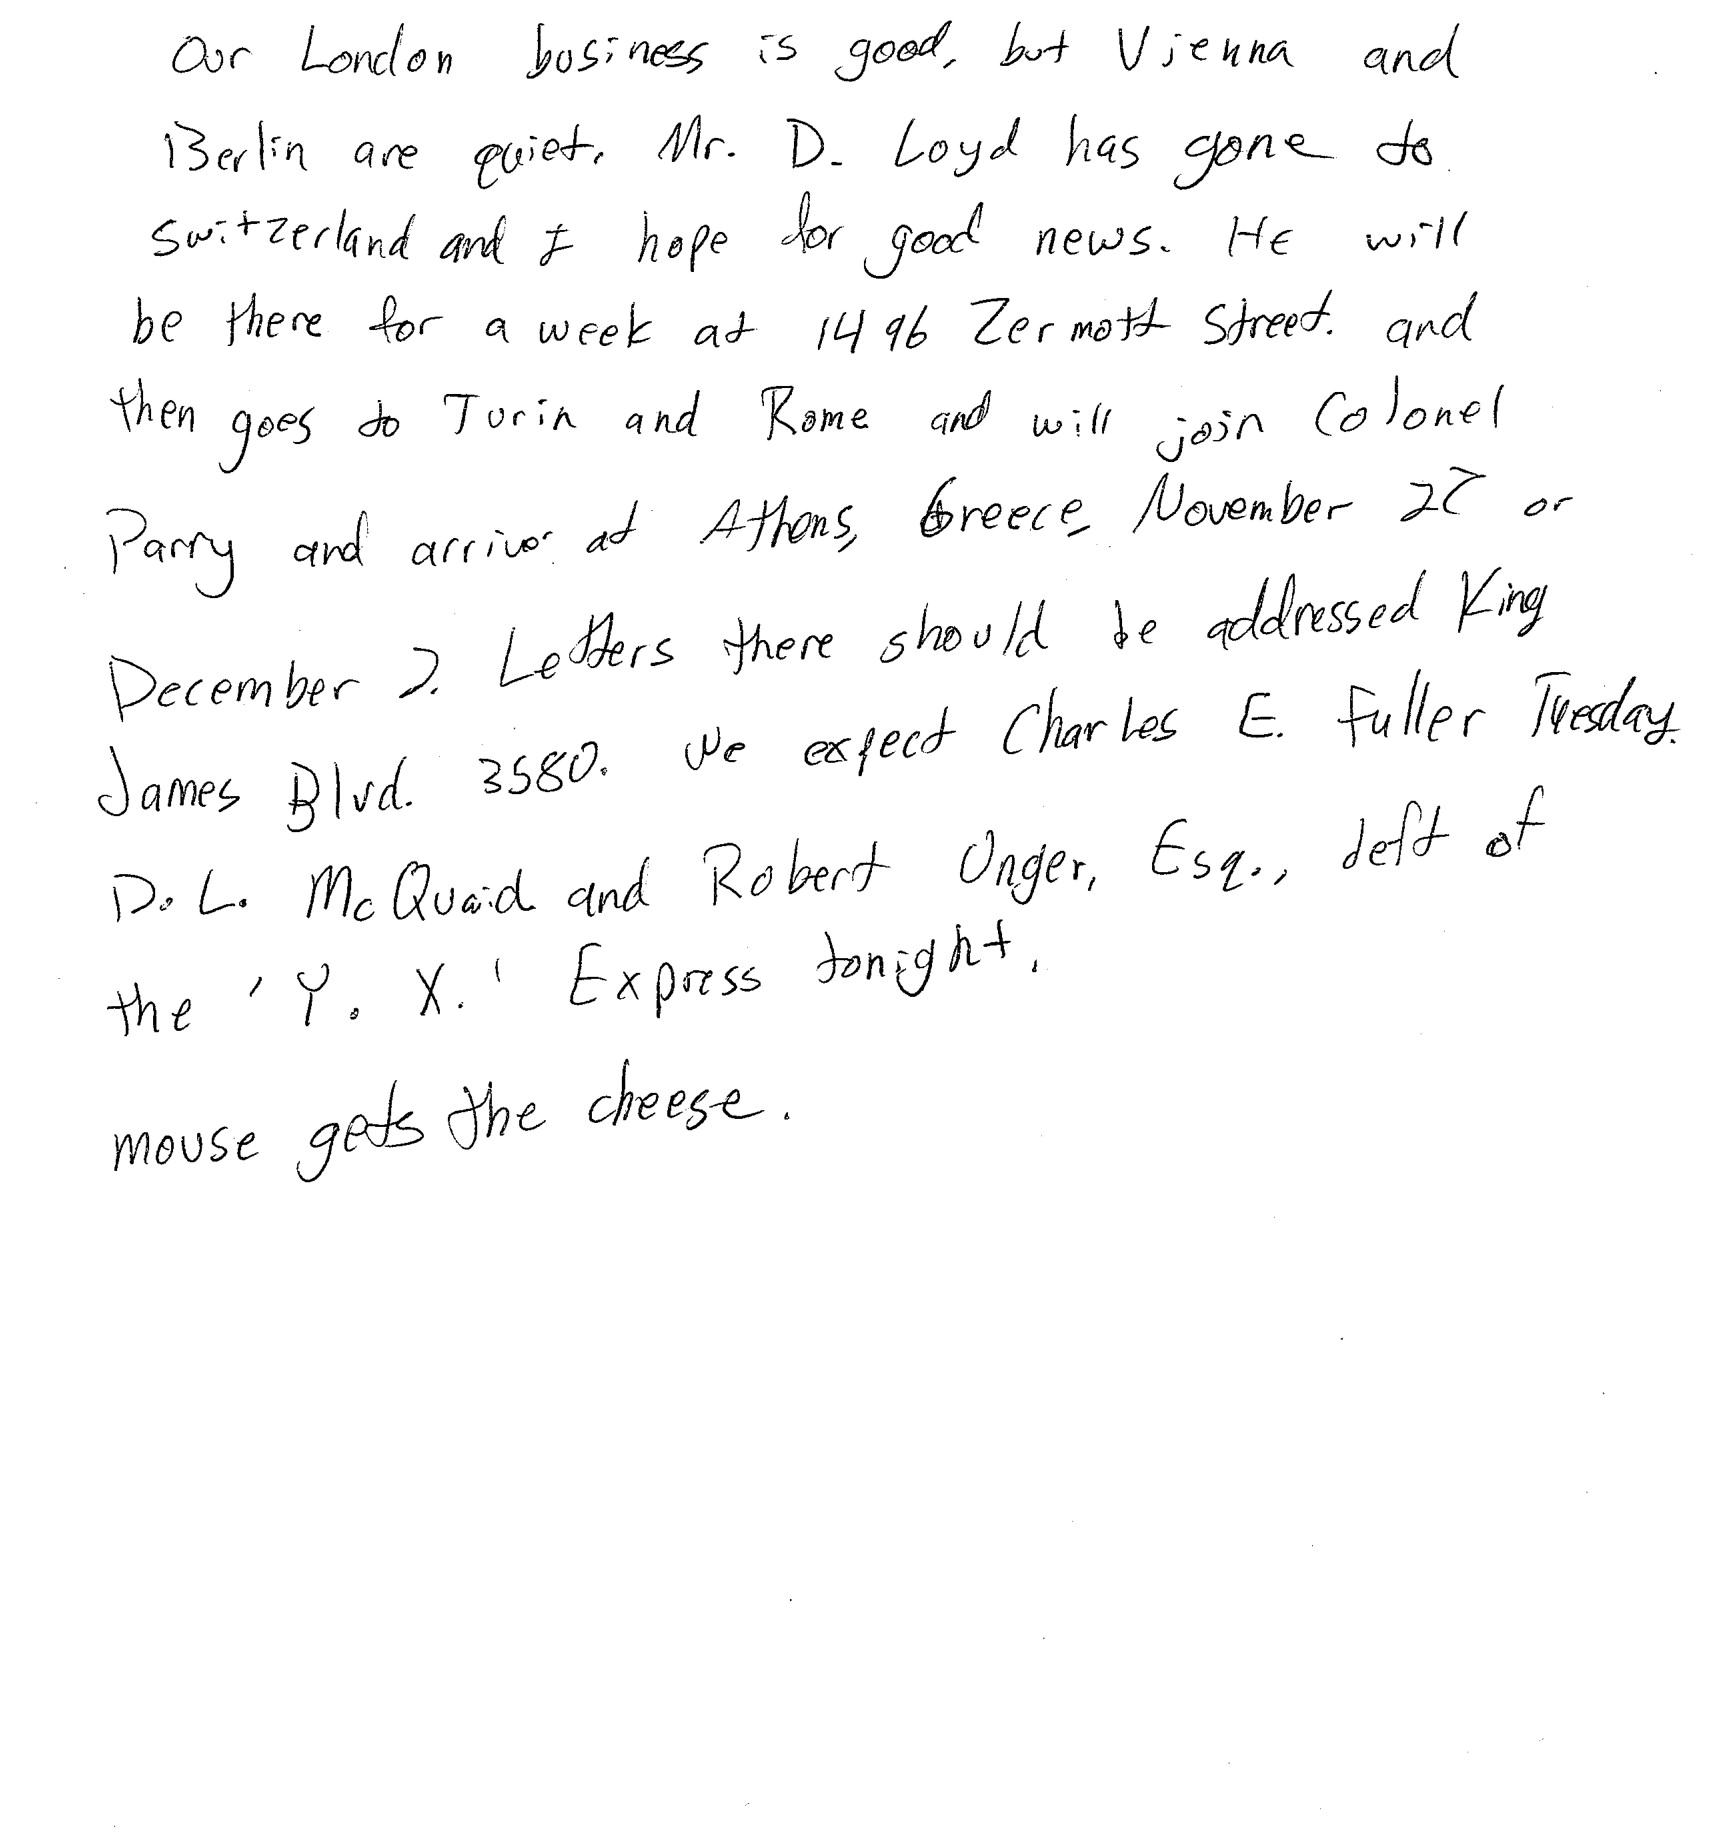 Our London business is good, but Vienna and
Berlin are quiet. Mr. D. Loyd has gone to
Switzerland and I hope for good news. He will
be there for a week at 1496 Zermott Street. and
then goes to Turin and Rome and will join Colonel
Parry and arrive at Athens, Greece, November 27 or
December 2. Letters there should be addressed King
James Blvd. 3580. We expect Charles E. Fuller Tuesday.
D. L. McQuaid and Robert Unger, Esq., left of
the 'Y. X.' Express tonight.
mouse gets the cheese.